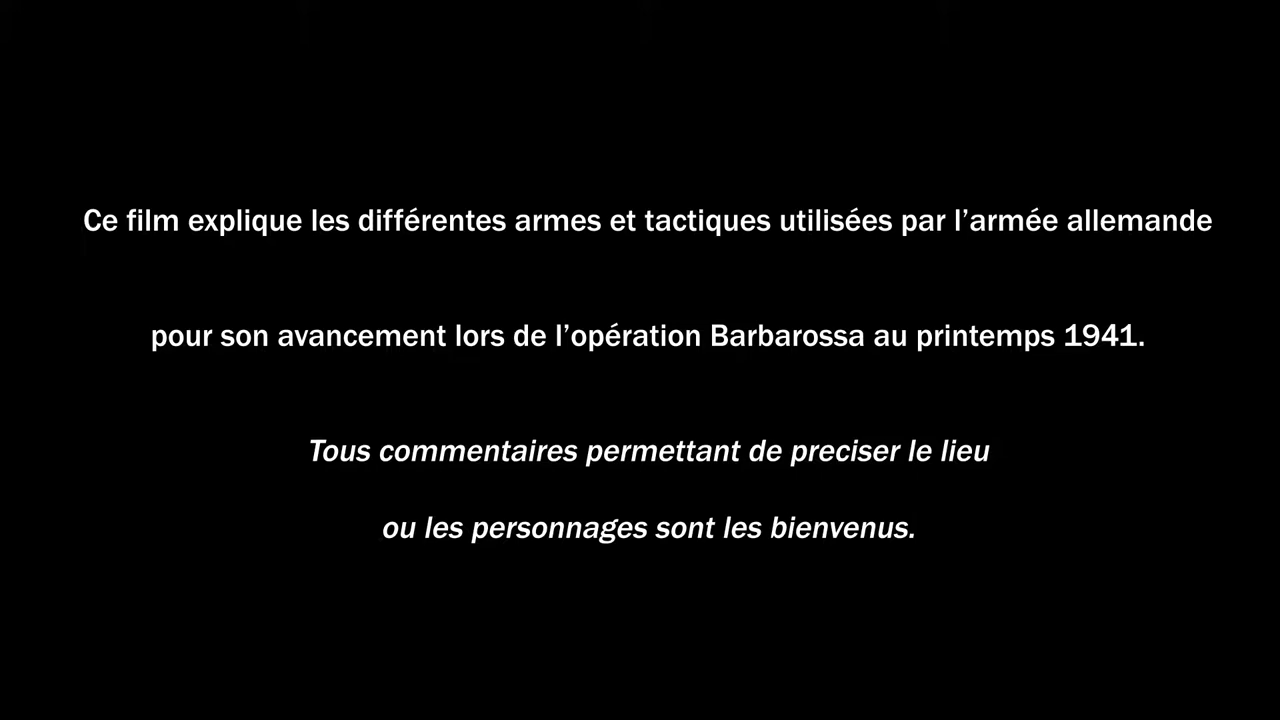 Ce film explique les différentes armes et tactiques utilisées par l’armée allemande
pour son avancement lors de l’opération Barbarossa au printemps 1941.
Tous commentaires permettant de preciser le lieu
ou les personnages sont les bienvenus.